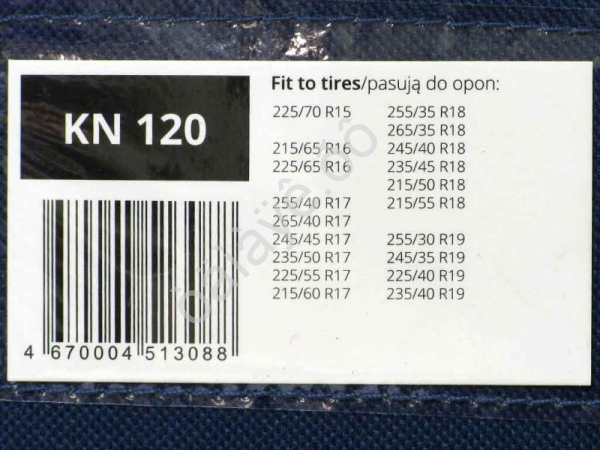 KN 120
4 670004 513088
Fit to tires/pasują do opon:
225/70 R15
215/65 R16
225/65 R16
255/40 R17
265/40 R17
245/45 R17
235/50 R17
225/55 R17
215/60 R17
255/35 R18
265/35 R18
245/40 R18
235/45 R18
215/50 R18
215/55 R18
255/30 R19
245/35 R19
225/40 R19
235/40 R19